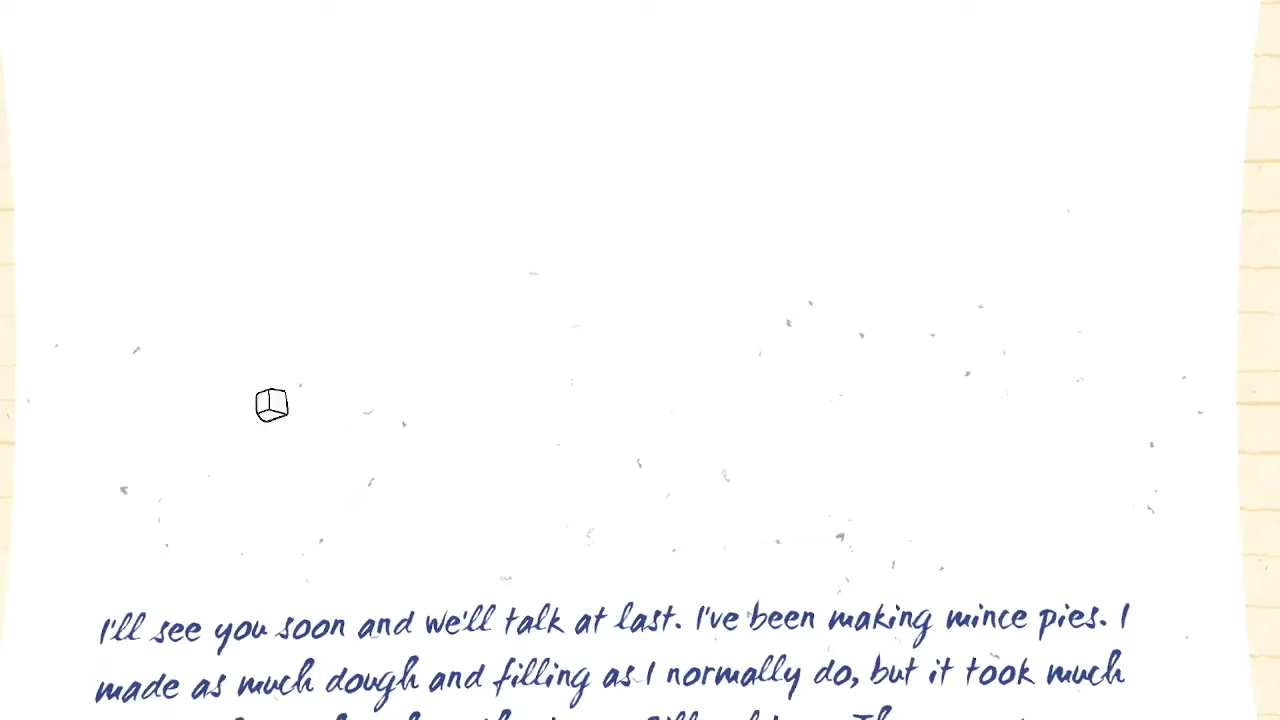 I'll see you soon and we'll talk at last. I've been making mince pies. I
made as much dough and filling as I normally do, but it took much